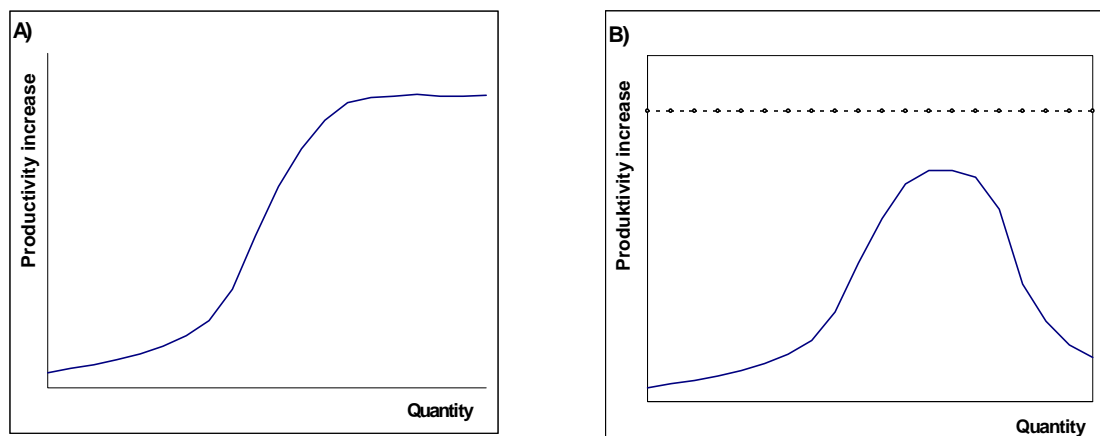 A)
Productivity increase
Quantity
B)
Produktivity increase
Quantity